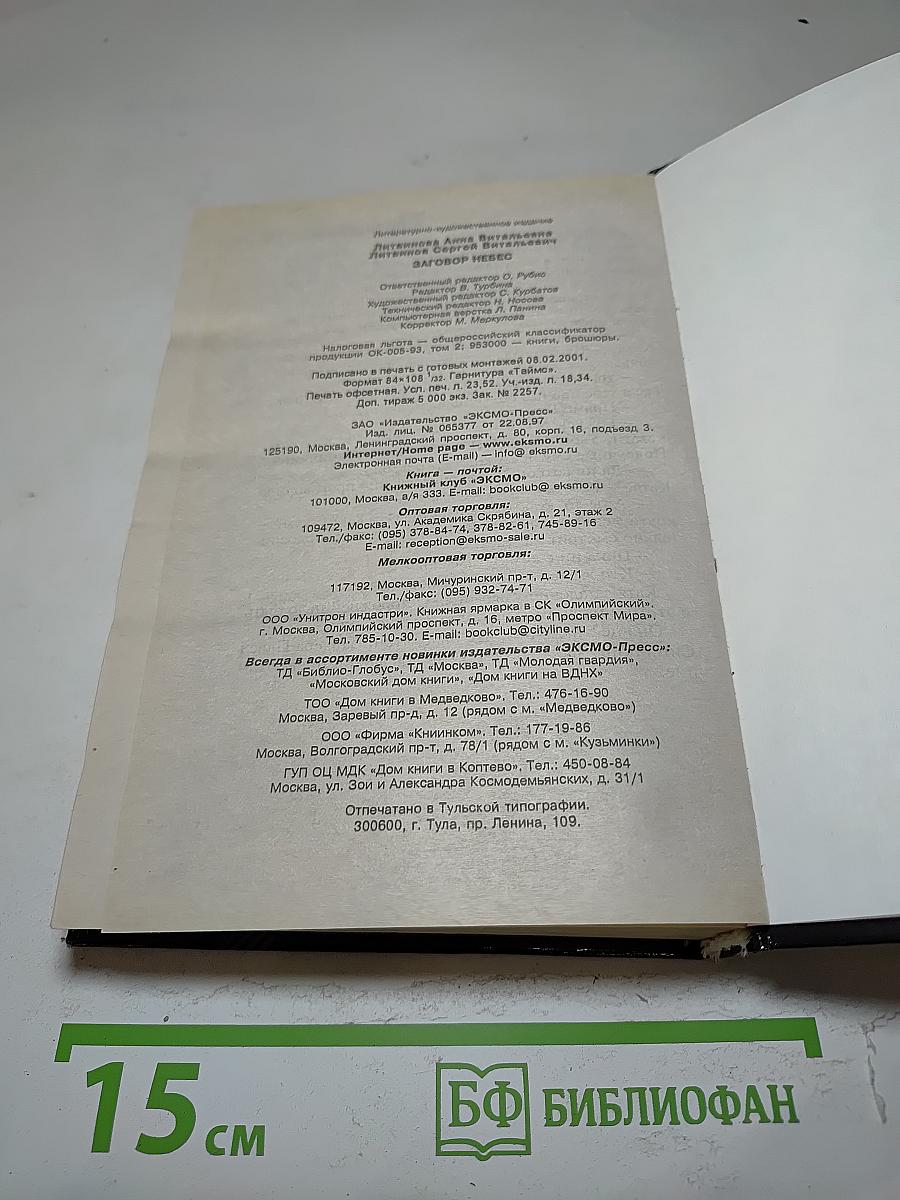 Литературно-художественное издание
Литвинова Анна Витальевна
Литвинов Сергей Витальевич
ЗАГОВОР НЕБЕС
Ответственный редактор О. Рубис
Редактор В. Турбина
Художественный редактор С. Курбатов
Технический редактор Н. Носова
Компьютерная верстка Л. Панина
Корректор М. Меркулова
Налоговая льгота — общероссийский классификатор
продукции ОК-005-93, том 2; 953000 — книги, брошюры.
Подписано в печать с готовых монтажей 08.02.2001.
Формат 84×108 1/32. Гарнитура «Таймс».
Печать офсетная. Усл. печ. л. 23,52. Уч.-изд. л. 18,34.
Доп. тираж 5 000 экз. Зак. № 2257.
ЗАО «Издательство «ЭКСМО-Пресс»
Изд. лиц. № 065377 от 22.08.97
125190, Москва, Ленинградский проспект, д. 80, корп. 16, подъезд 3.
Интернет/Home page — www.eksmo.ru
Электронная почта (E-mail) — info@ eksmo.ru
Книга — почтой:
Книжный клуб «ЭКСМО»
101000, Москва, а/я 333. E-mail: bookclub@ eksmo.ru
Оптовая торговля:
109472, Москва, ул. Академика Скрябина, д. 21, этаж 2
Тел./факс: (095) 378-84-74, 378-82-61, 745-89-16
E-mail: reception@eksmo-sale.ru
Мелкооптовая торговля:
117192, Москва, Мичуринский пр-т, д. 12/1
Тел./факс: (095) 932-74-71
ООО «Унитрон индастри». Книжная ярмарка в СК «Олимпийский».
г. Москва, Олимпийский проспект, д. 16, метро «Проспект Мира».
Тел. 785-10-30. E-mail: bookclub@cityline.ru
Всегда в ассортименте новинки издательства «ЭКСМО-Пресс»:
ТД «Библио-Глобус», ТД «Москва», ТД «Молодая гвардия»,
«Московский дом книги», «Дом книги на ВДНХ»
ТОО «Дом книги в Медведково». Тел.: 476-16-90
Москва, Заревый пр-д, д. 12 (рядом с м. «Медведково»)
ООО «Фирма «Книинком». Тел.: 177-19-86
Москва, Волгоградский пр-т, д. 78/1 (рядом с м. «Кузьминки»)
ГУП ОЦ МДК «Дом книги в Коптево», Тел.: 450-08-84
Москва, ул. Зои и Александра Космодемьянских, д. 31/1
Отпечатано в Тульской типографии.
300600, г. Тула, пр. Ленина, 109.
15 см
БФ БИБЛИОФАН